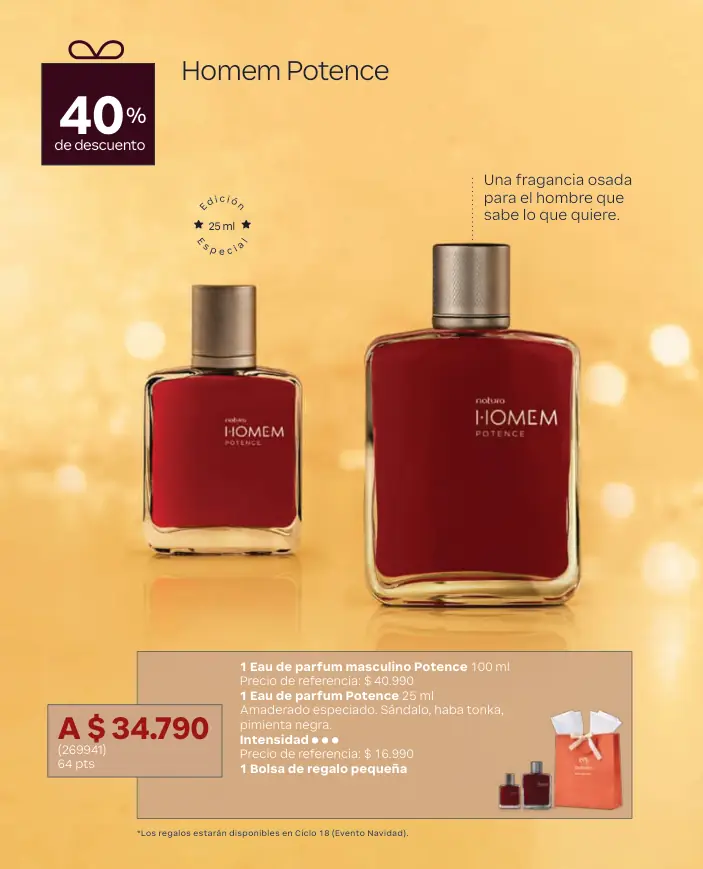 40%
de descuento
Homem Potence
Una fragancia osada
para el hombre que
sabe lo que quiere.
Edición
25 ml
Especial
natura
HOMEM
POTENCE
natura
HOMEM
POTENCE
1 Eau de parfum masculino Potence 100 ml
Precio de referencia: $ 40.990
1 Eau de parfum Potence 25 ml
Amaderado especiado. Sándalo, haba tonka,
pimienta negra.
Intensidad ●●●
Precio de referencia: $ 16.990
1 Bolsa de regalo pequeña
A $ 34.790
(269941)
64 pts
*Los regalos estarán disponibles en Ciclo 18 (Evento Navidad).